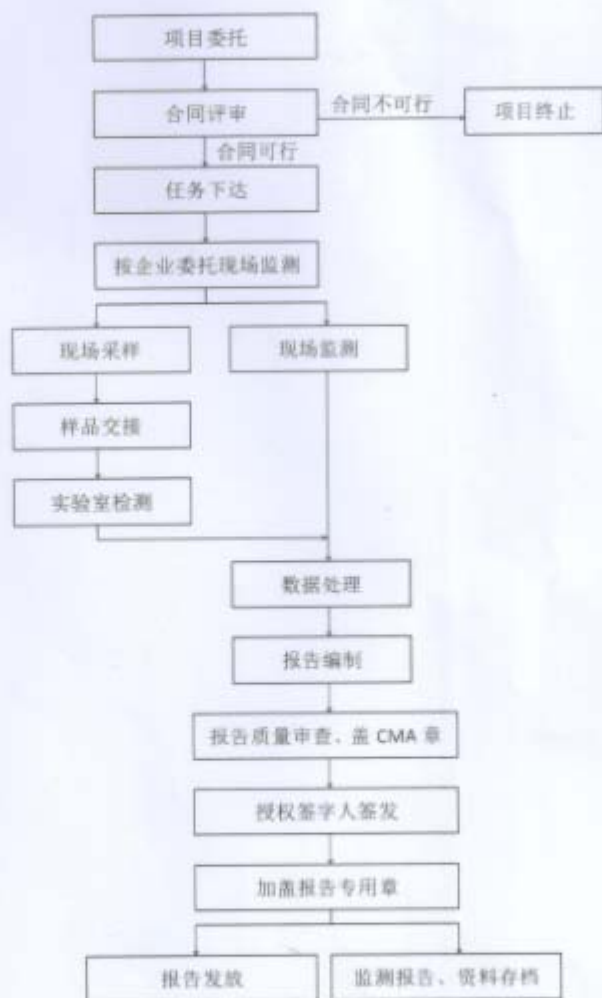 项目委托
合同评审
合同不可行
项目终止
合同可行
任务下达
按企业委托现场监测
现场采样
现场监测
样品交接
实验室检测
数据处理
报告编制
报告质量审查、盖 CMA 章
授权签字人签发
加盖报告专用章
报告发放
监测报告、资料存档